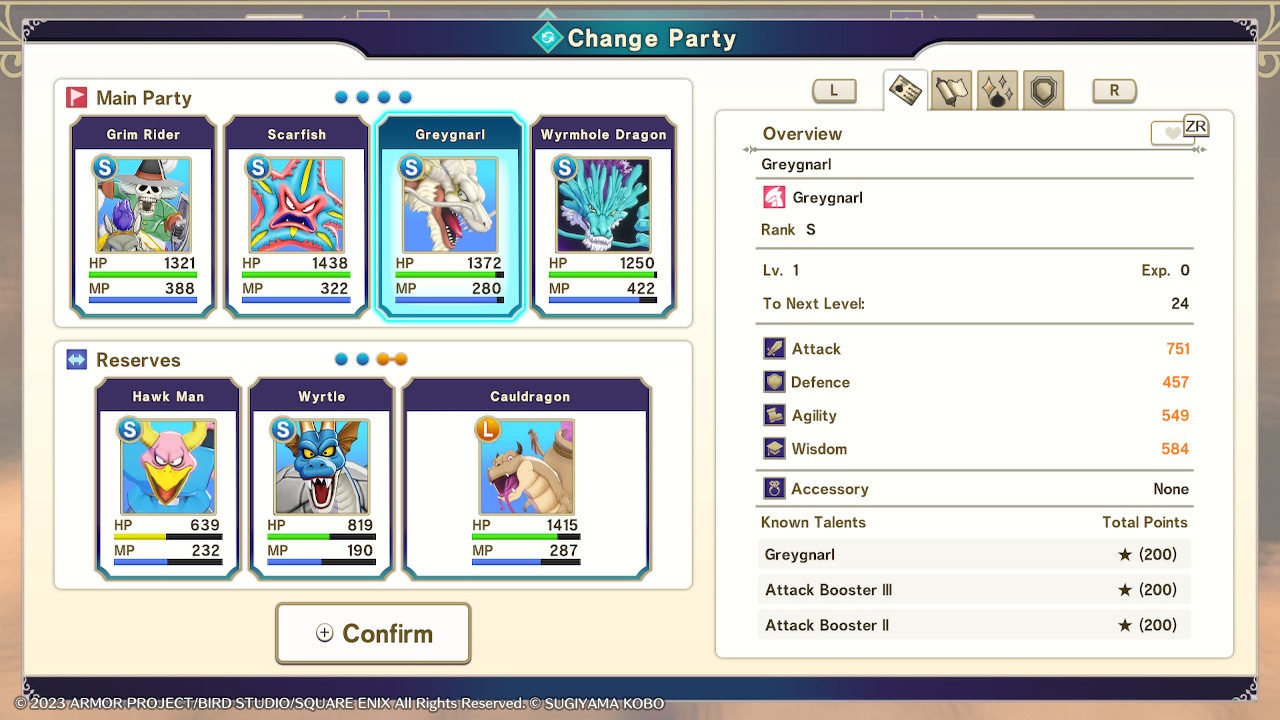 Change Party
Main Party
Grim Rider
S
HP 1321
MP 388
Scarfish
S
HP 1438
MP 322
Greygnarl
S
HP 1372
MP 280
Wyrmhole Dragon
S
HP 1250
MP 422
Reserves
Hawk Man
S
HP 639
MP 232
Wyrtle
S
HP 819
MP 190
Cauldragon
L
HP 1415
MP 287
+ Confirm
L
R
Overview
ZR
Greygnarl
Greygnarl
Rank S
Lv. 1 Exp. 0
To Next Level: 24
Attack 751
Defence 457
Agility 549
Wisdom 584
Accessory None
Known Talents Total Points
Greygnarl ★ (200)
Attack Booster III ★ (200)
Attack Booster II ★ (200)
© 2023 ARMOR PROJECT/BIRD STUDIO/SQUARE ENIX All Rights Reserved. © SUGIYAMA KOBO